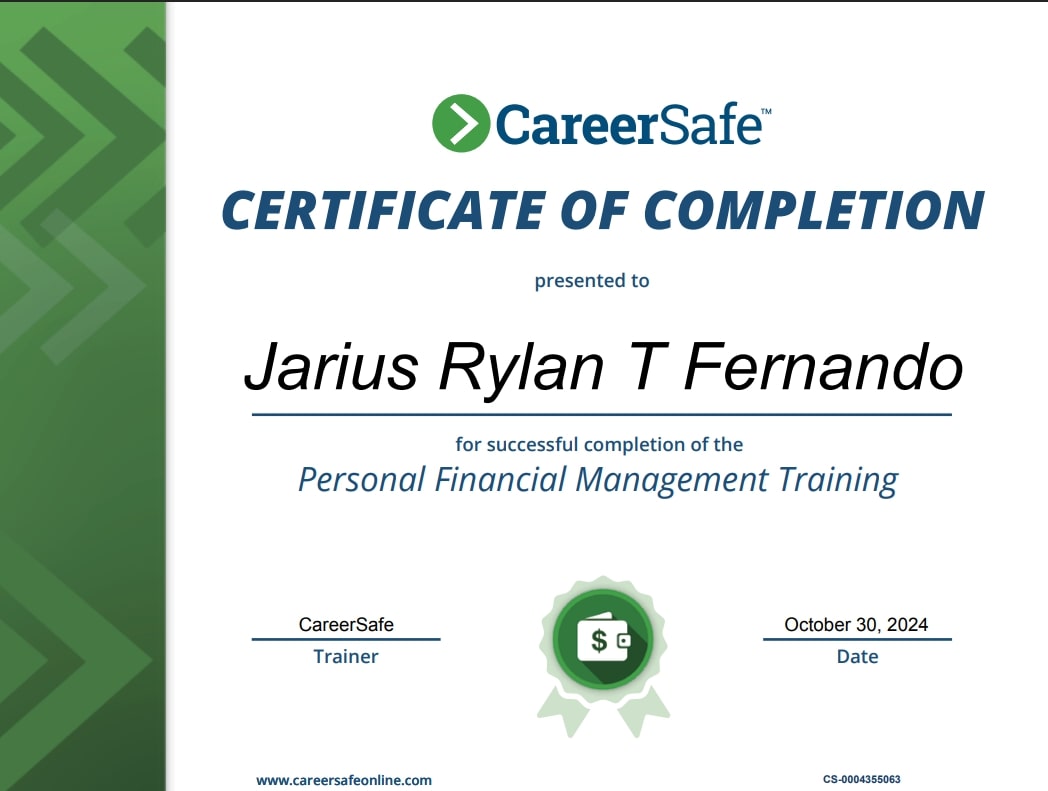 CareerSafe™
CERTIFICATE OF COMPLETION
presented to
Jarius Rylan T Fernando
for successful completion of the
Personal Financial Management Training
CareerSafe
Trainer
$
October 30, 2024
Date
www.careersafeonline.com
CS-0004355063